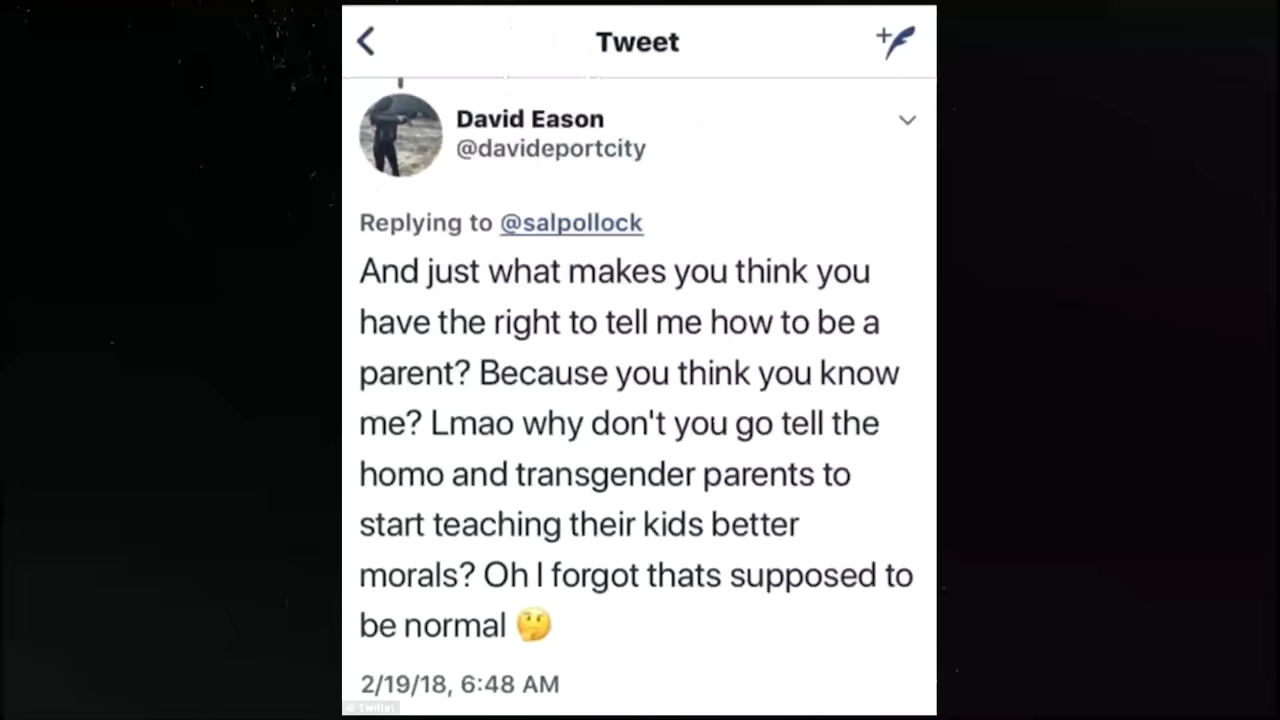 Tweet
David Eason
@davideportcity
Replying to @salpollock
And just what makes you think you
have the right to tell me how to be a
parent? Because you think you know
me? Lmao why don't you go tell the
homo and transgender parents to
start teaching their kids better
morals? Oh I forgot thats supposed to
be normal 🤔
2/19/18, 6:48 AM
© Twitter